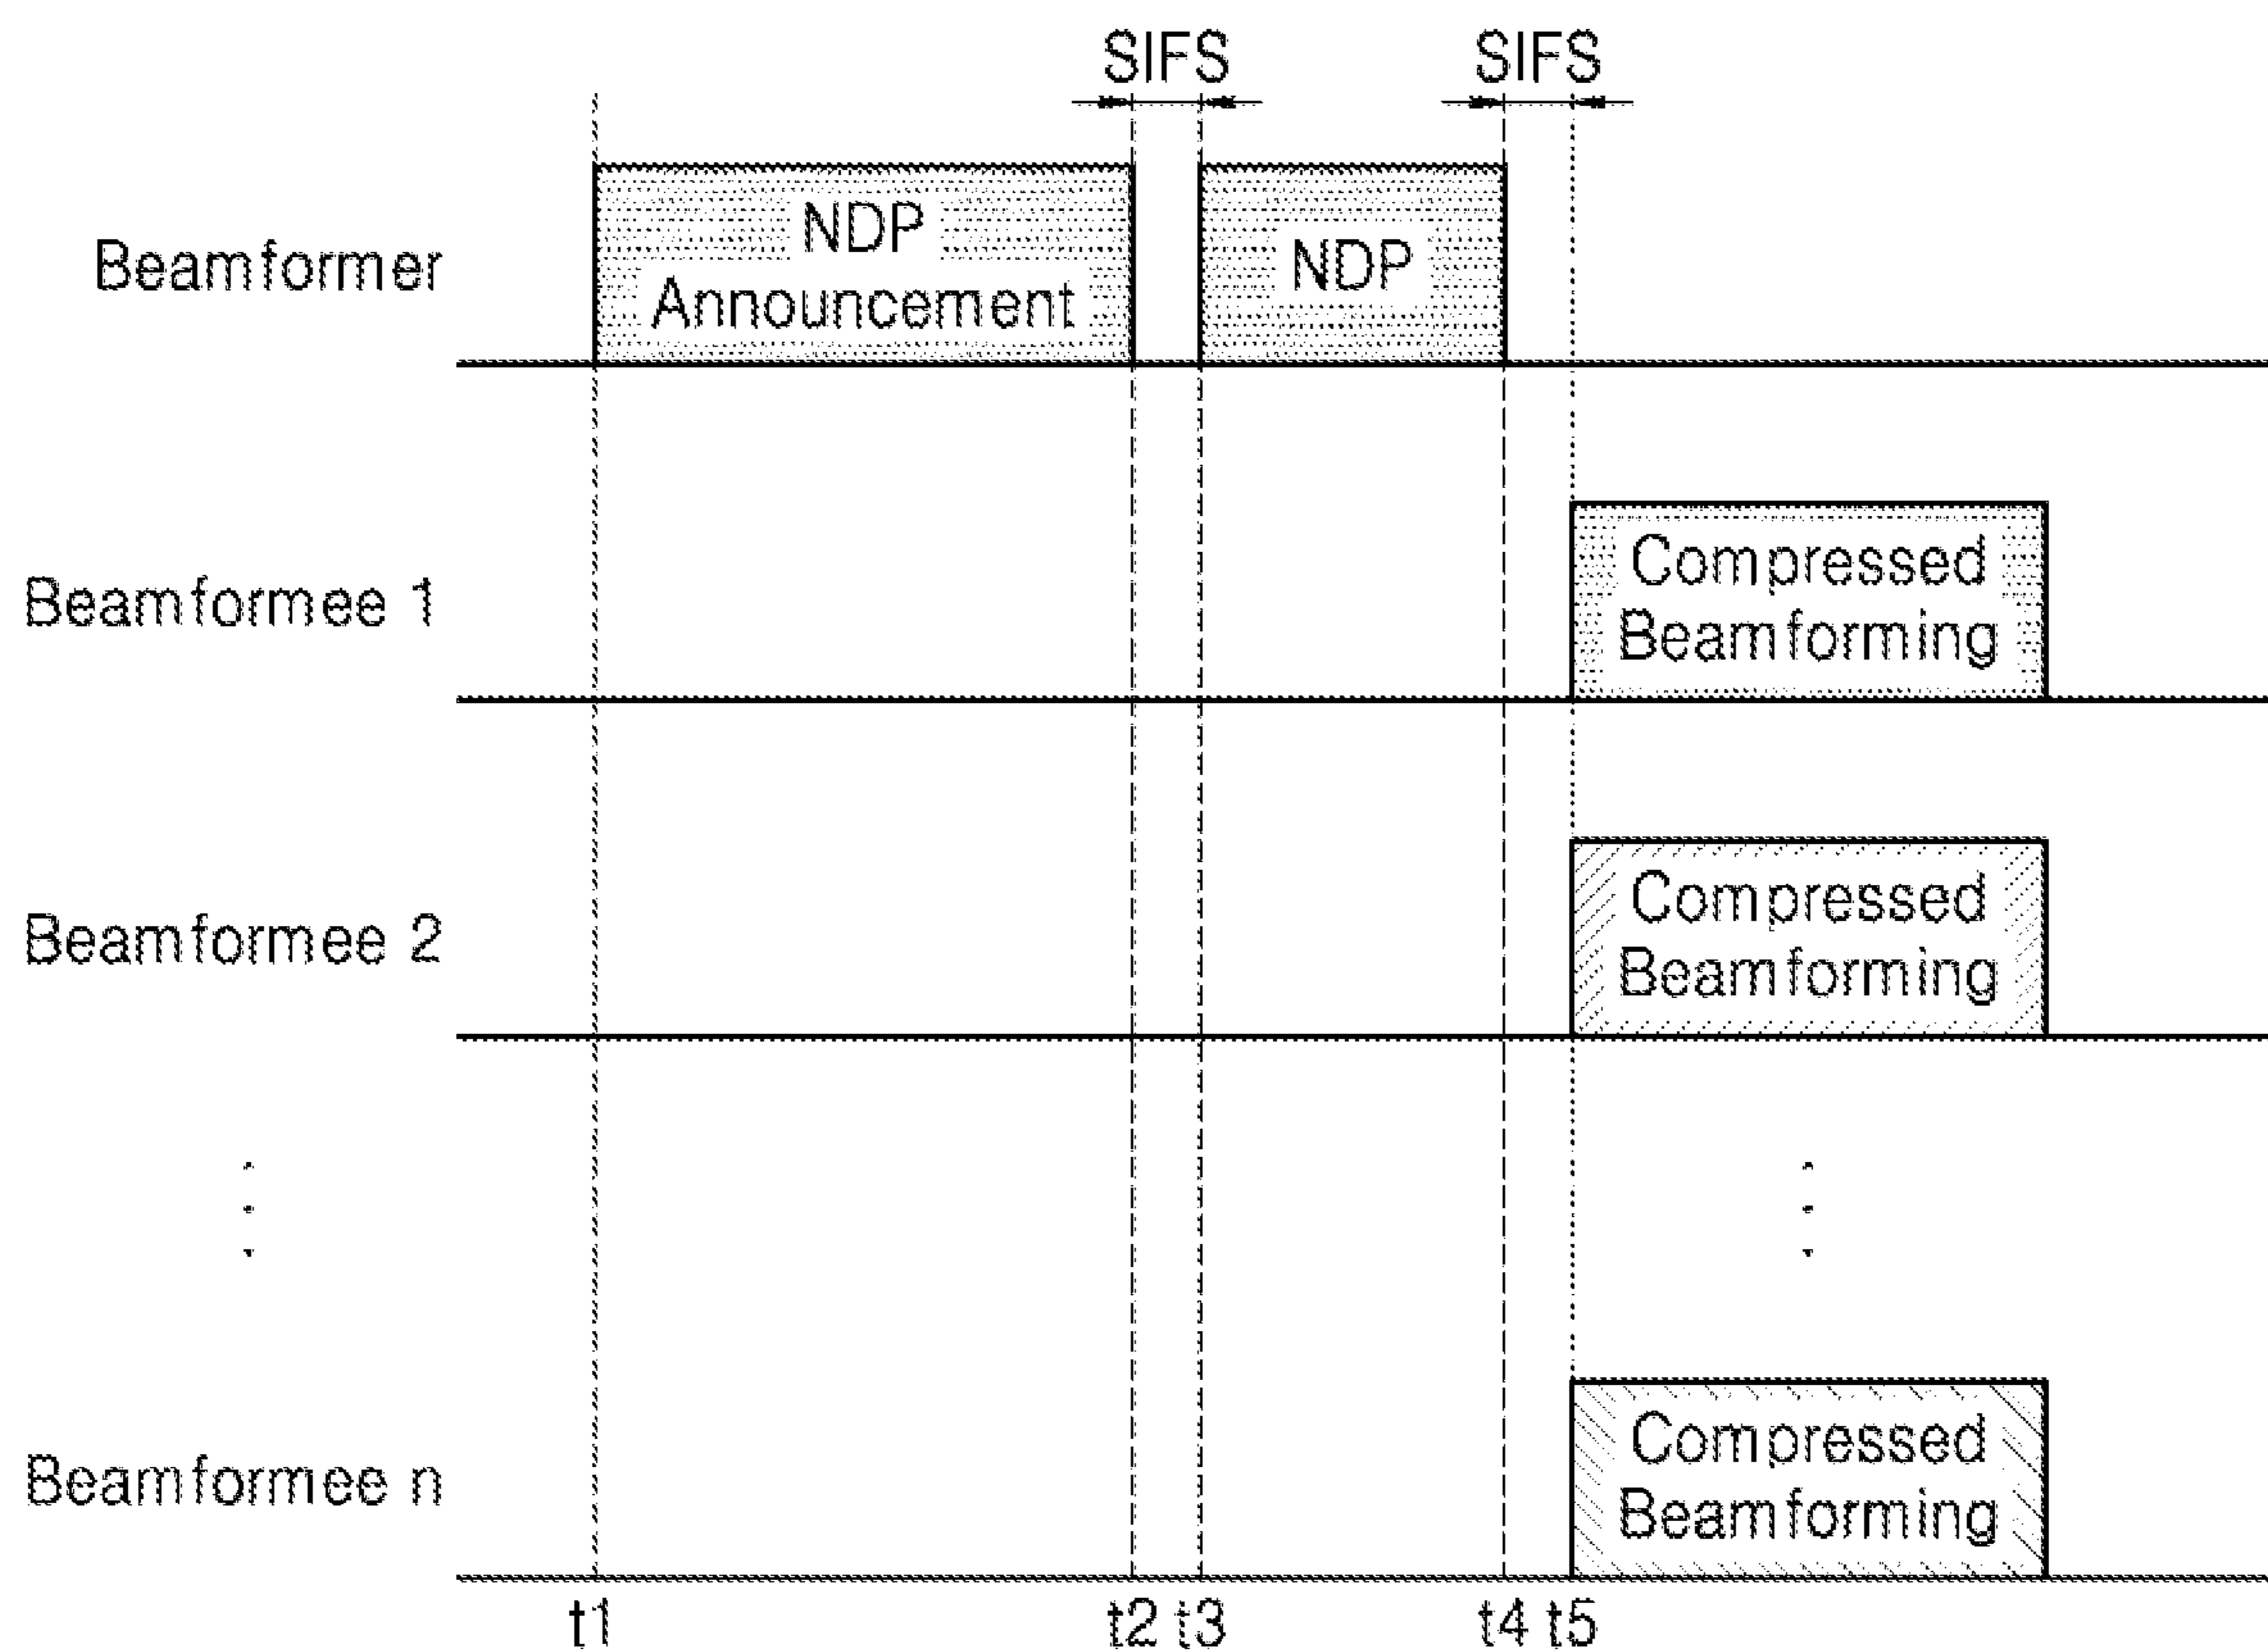 SIFS SIFS
Beamformer
NDP
Announcement
NDP
Beamformee 1
Compressed
Beamforming
Beamformee 2
Compressed
Beamforming
Beamformee n
Compressed
Beamforming
t1 t2 t3 t4 t5